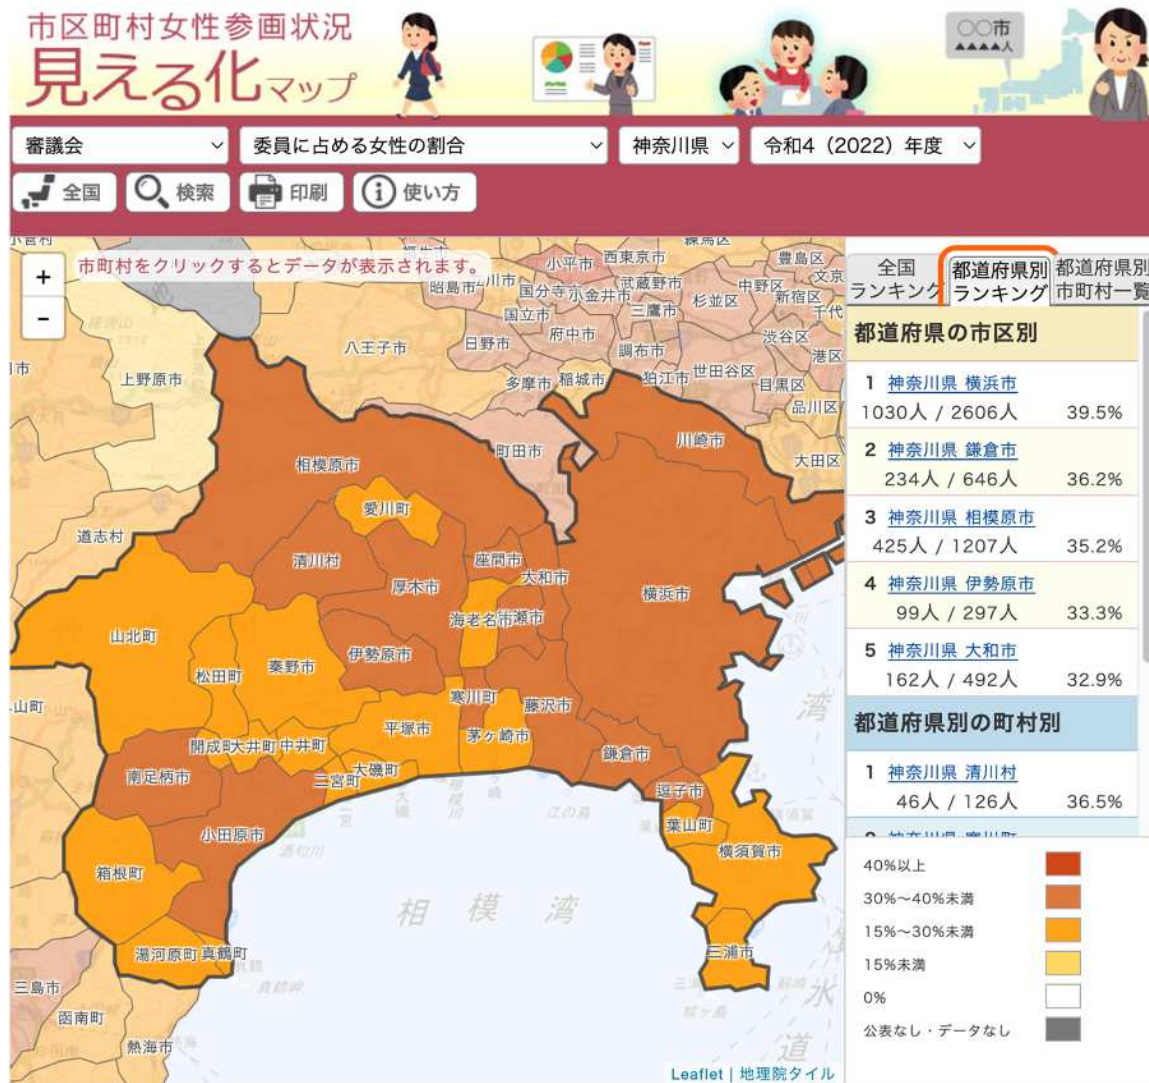 市区町村女性参画状況
見える化マップ
○○市
▲▲▲▲人
審議会
委員に占める女性の割合
神奈川県
令和4（2022）年度
全国
検索
印刷
使い方
+
-
市町村をクリックするとデータが表示されます。
小平市
西東京市
練馬区
豊島区
文京
昭島市
国分寺市
小金井市
武蔵野市
杉並区
中野区
新宿区
千代
国立市
三鷹市
日野市
府中市
調布市
渋谷区
港区
八王子市
多摩市
稲城市
狛江市
世田谷区
目黒区
品川区
大田区
上野原市
町田市
川崎市
相模原市
愛川町
道志村
清川村
座間市
大和市
厚木市
横浜市
海老名市
山北町
伊勢原市
松田町
秦野市
寒川町
藤沢市
平塚市
茅ヶ崎市
開成町
大井町
中井町
鎌倉市
南足柄市
大磯町
二宮町
逗子市
小田原市
葉山町
横須賀市
箱根町
相模湾
湯河原町
真鶴町
三浦市
三島市
函南町
熱海市
江の島
酒匂川
真鶴岬
城ヶ島
湾
水
道
Leaflet | 地理院タイル
全国
ランキング
都道府県別
ランキング
都道府県別
市町村一覧
都道府県の市区別
1 神奈川県 横浜市
1030人 / 2606人 39.5%
2 神奈川県 鎌倉市
234人 / 646人 36.2%
3 神奈川県 相模原市
425人 / 1207人 35.2%
4 神奈川県 伊勢原市
99人 / 297人 33.3%
5 神奈川県 大和市
162人 / 492人 32.9%
都道府県別の町村別
1 神奈川県 清川村
46人 / 126人 36.5%
40%以上
30%〜40%未満
15%〜30%未満
15%未満
0%
公表なし・データなし